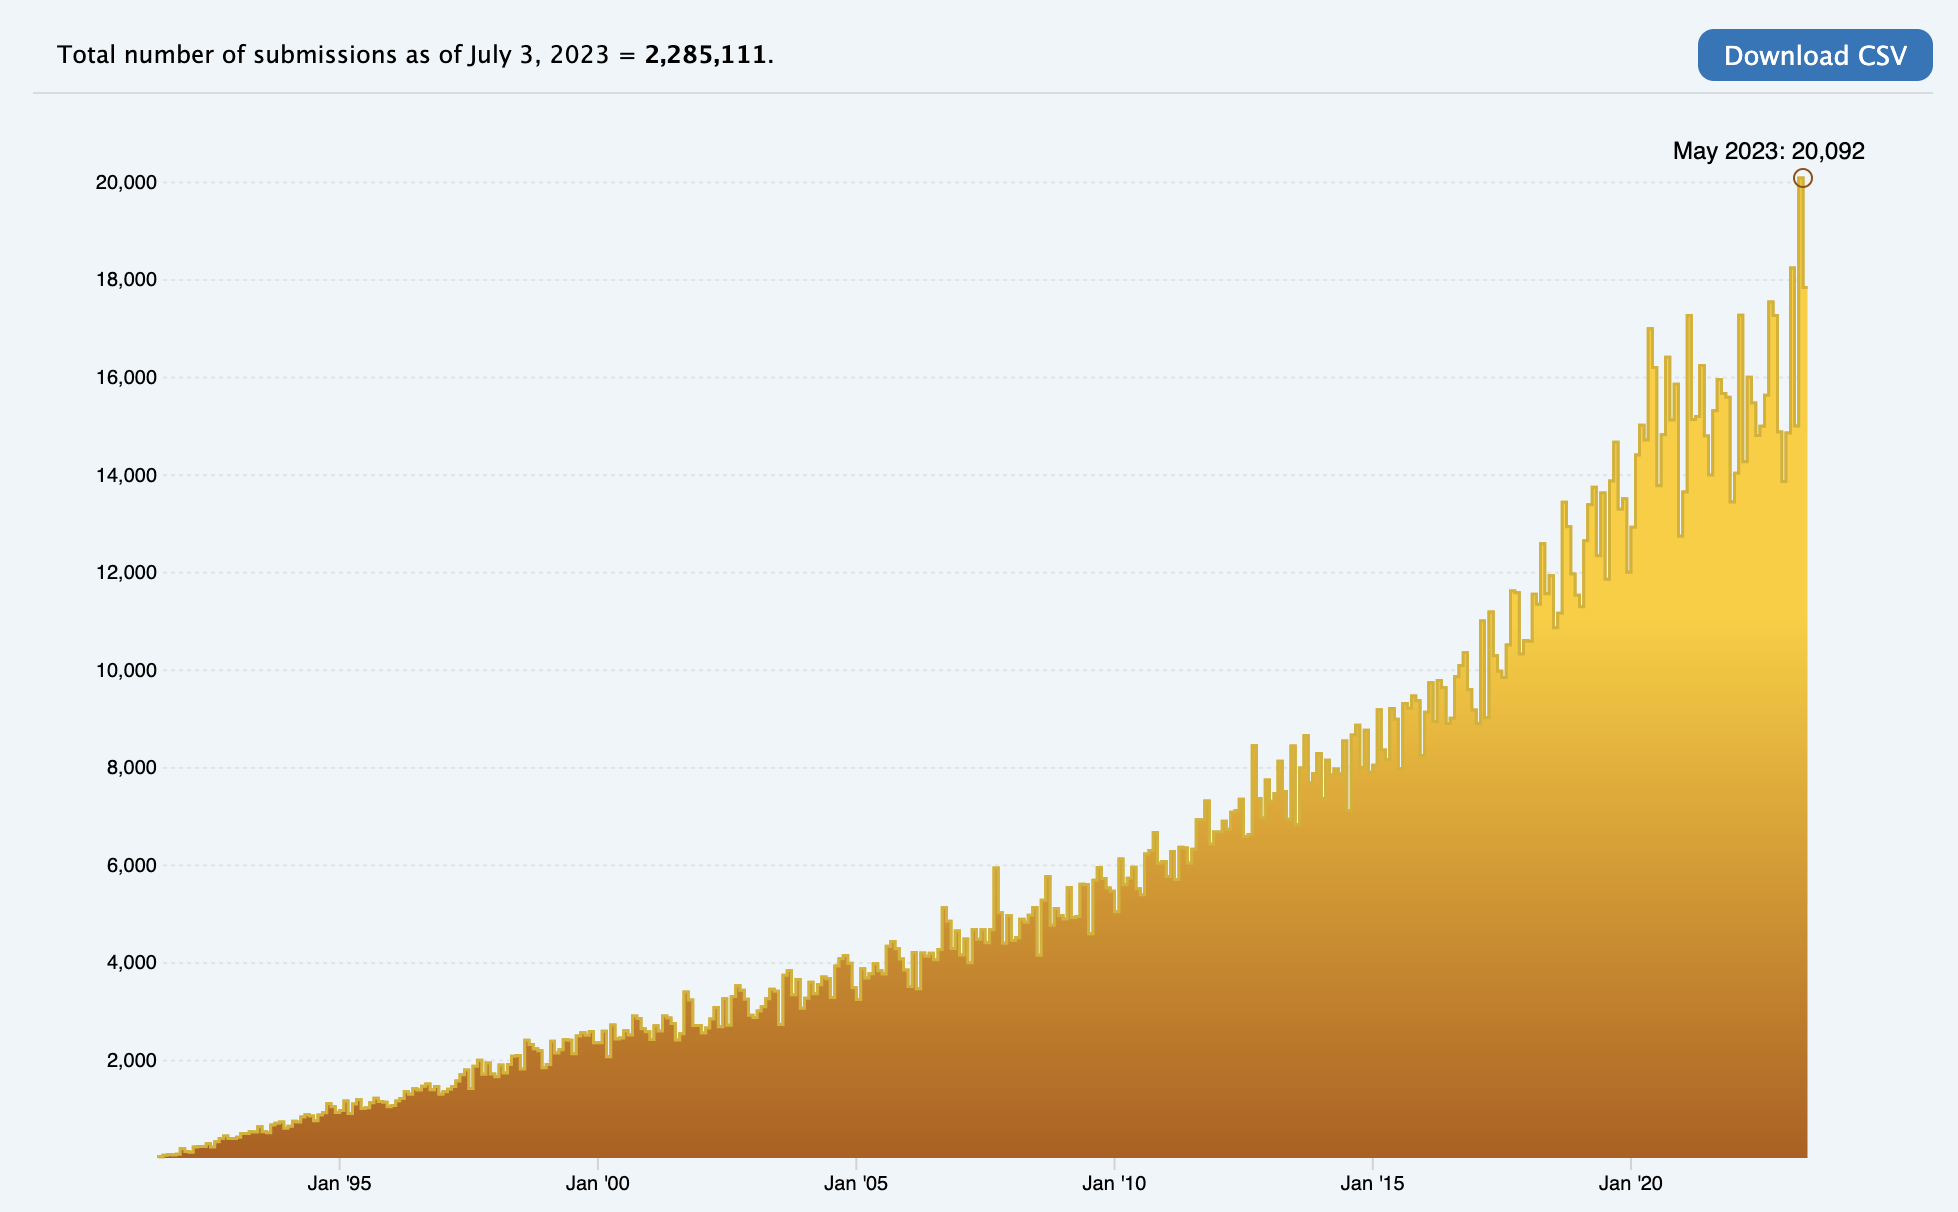 Total number of submissions as of July 3, 2023 = 2,285,111.
Download CSV
May 2023: 20,092
20,000
18,000
16,000
14,000
12,000
10,000
8,000
6,000
4,000
2,000
Jan '95 Jan '00 Jan '05 Jan '10 Jan '15 Jan '20